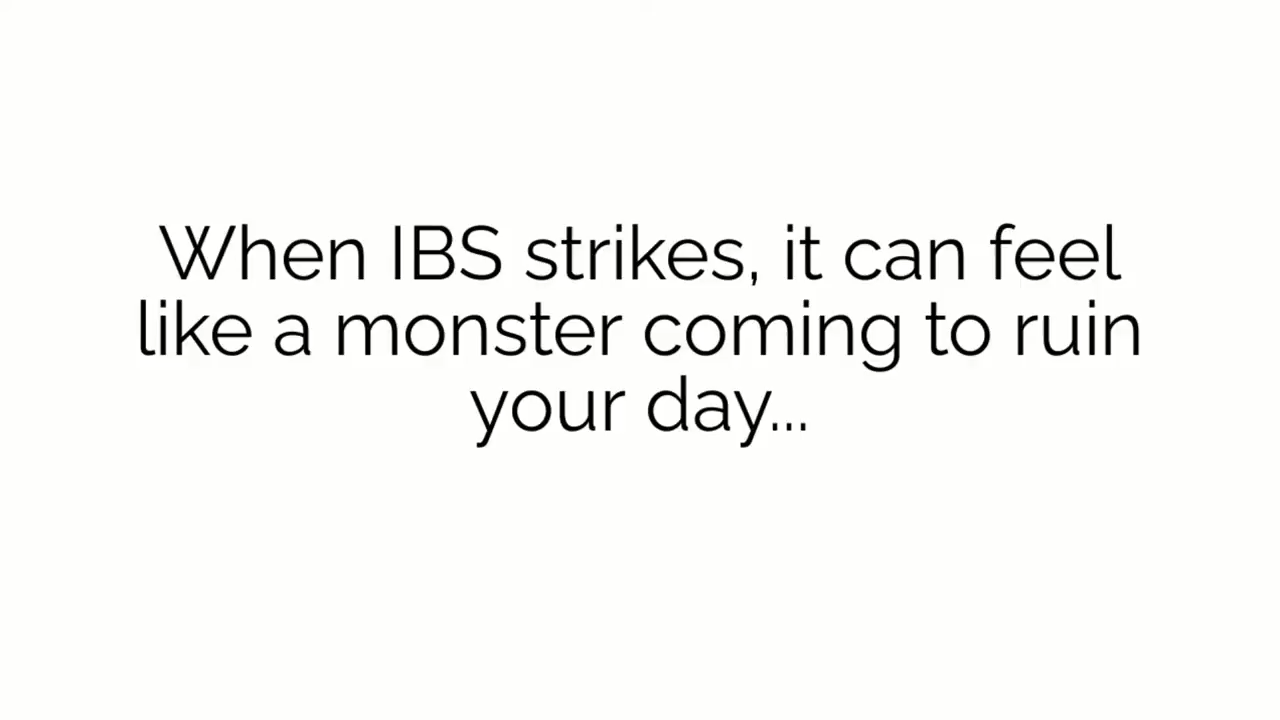 When IBS strikes, it can feel
like a monster coming to ruin
your day...